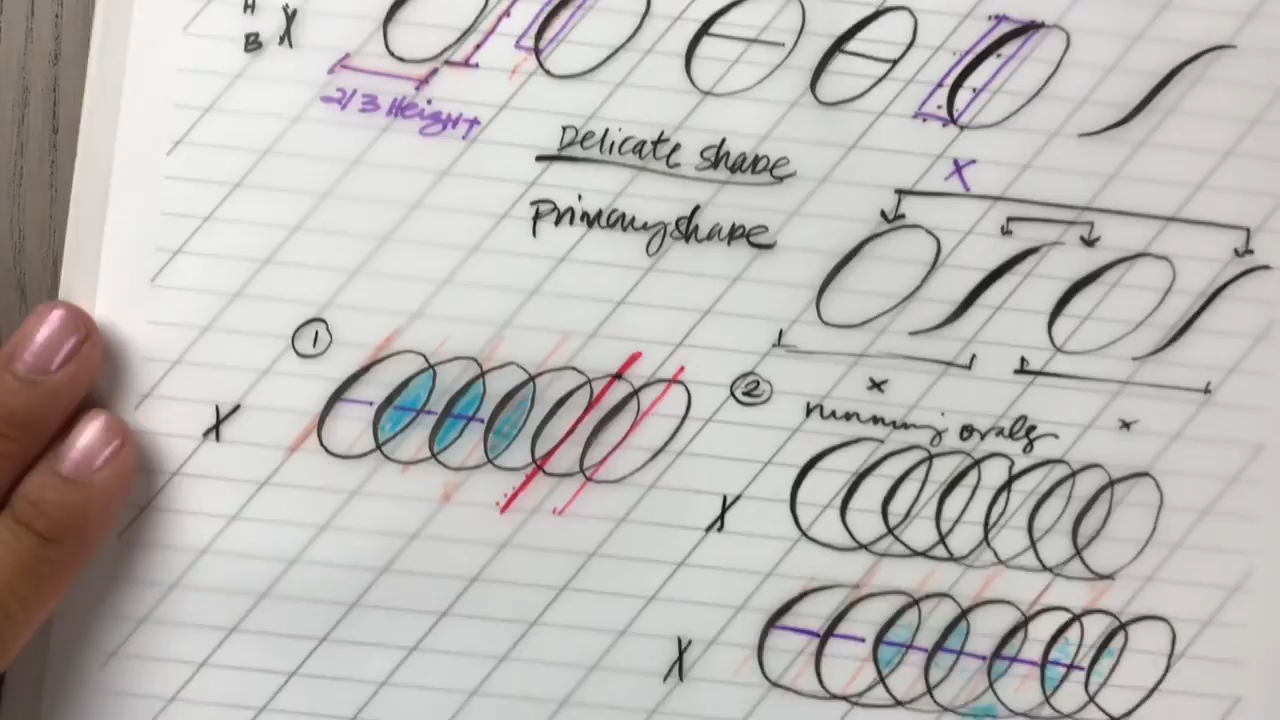 A
B X
2/3 Height
Delicate shape
X
primary shape
1
X
2
x
x
running ovals
X
X